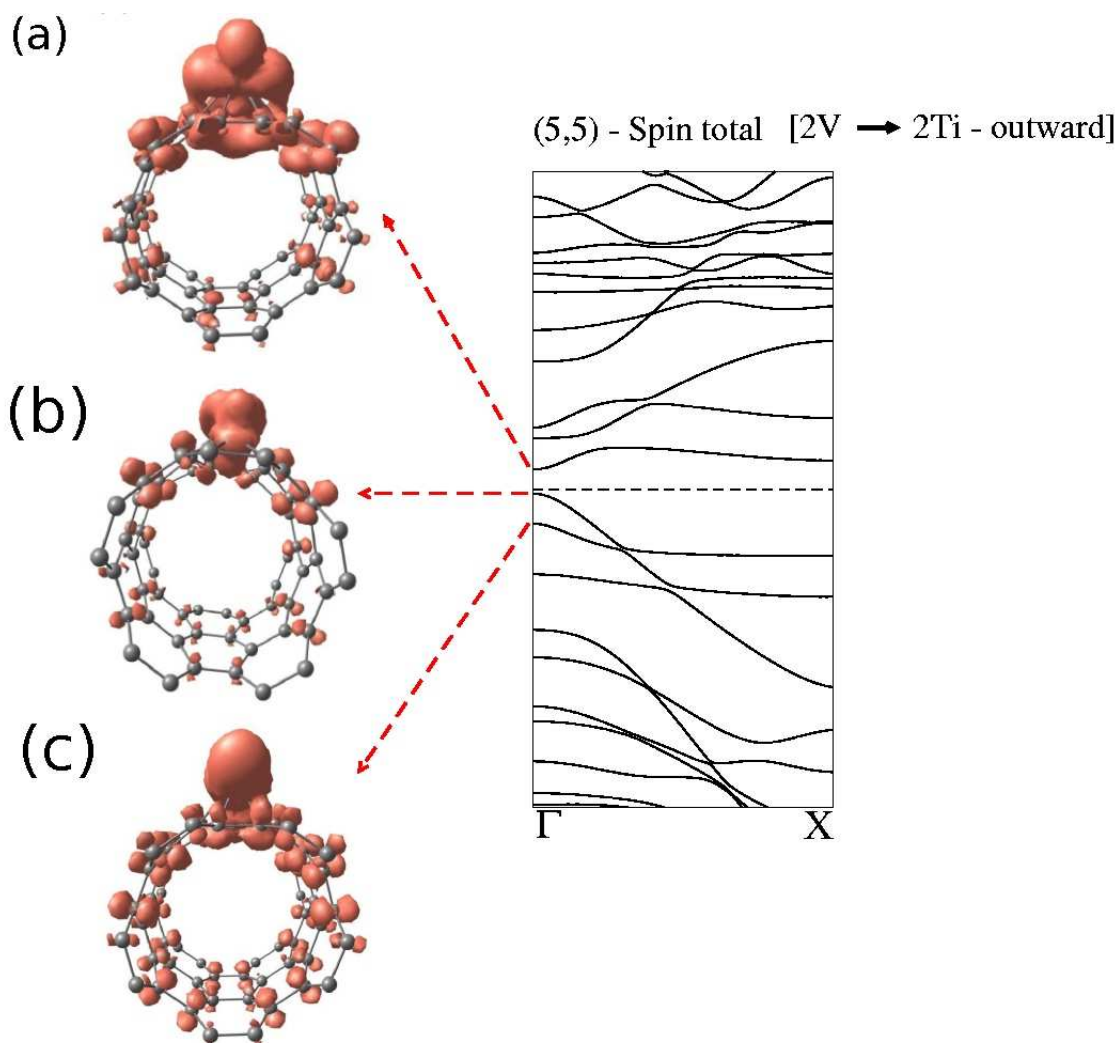 (a)
(5,5) - Spin total [2V → 2Ti - outward]
(b)
(c)
Γ X